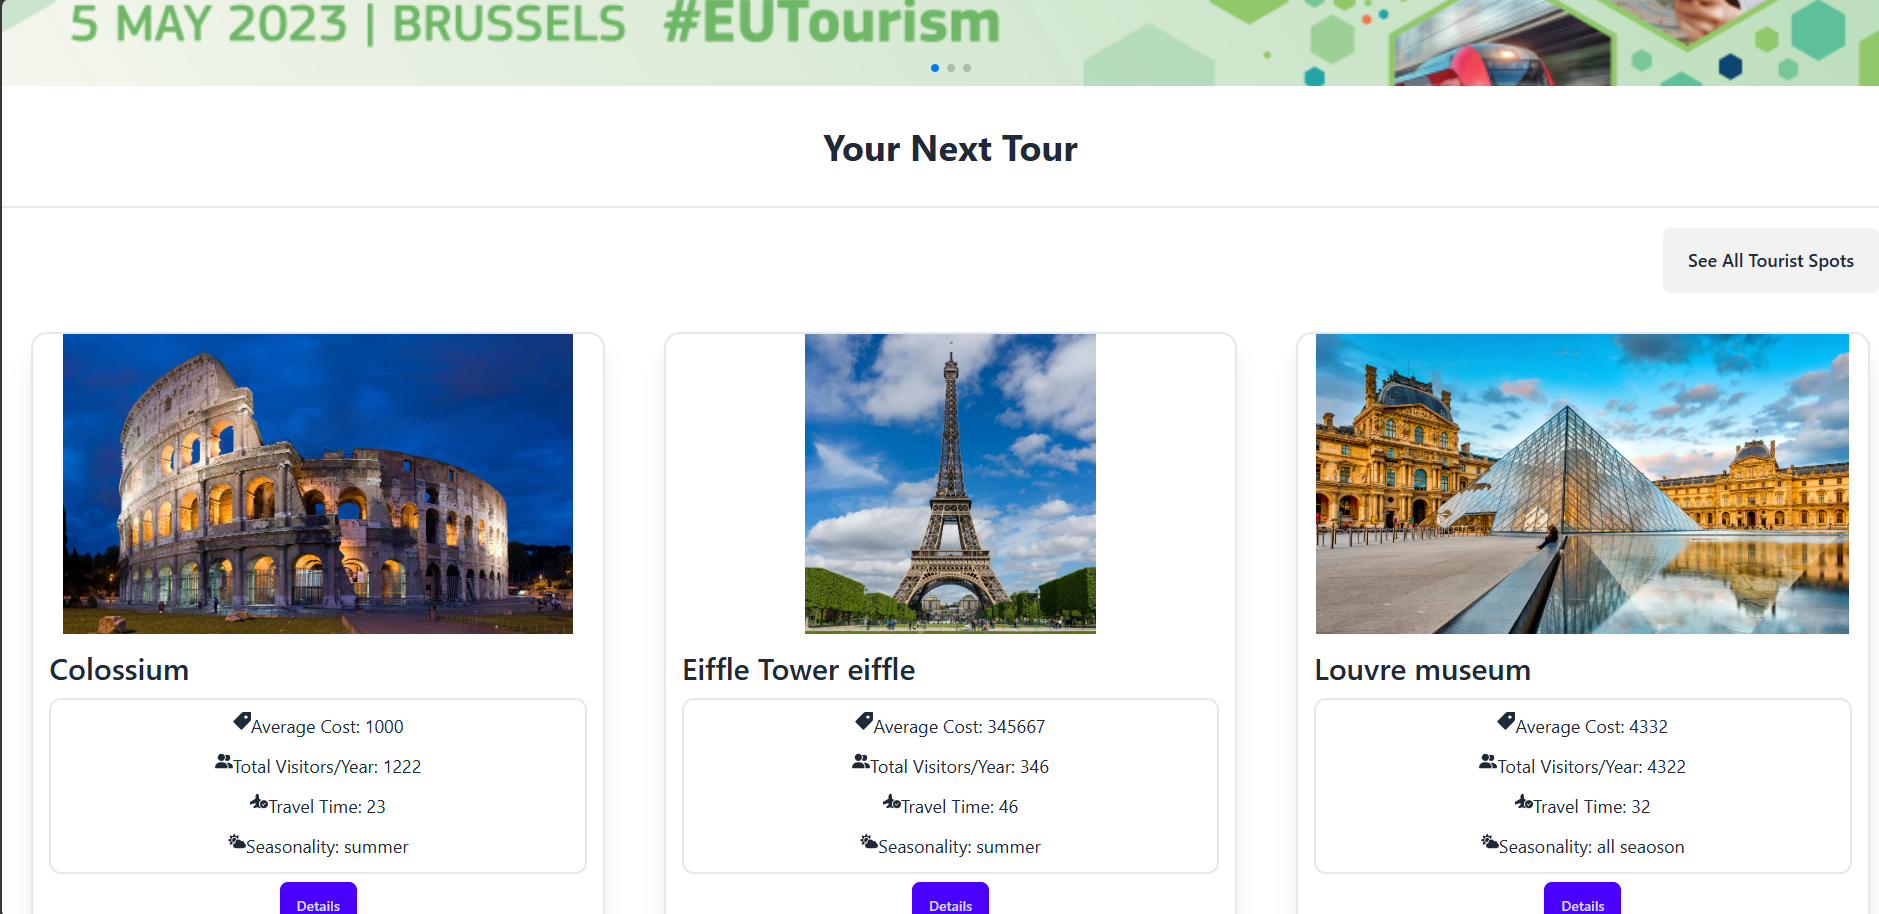 5 MAY 2023 | BRUSSELS #EUTourism
Your Next Tour
See All Tourist Spots
Colossium
Average Cost: 1000
Total Visitors/Year: 1222
Travel Time: 23
Seasonality: summer
Details
Eiffle Tower eiffle
Average Cost: 345667
Total Visitors/Year: 346
Travel Time: 46
Seasonality: summer
Details
Louvre museum
Average Cost: 4332
Total Visitors/Year: 4322
Travel Time: 32
Seasonality: all seaoson
Details